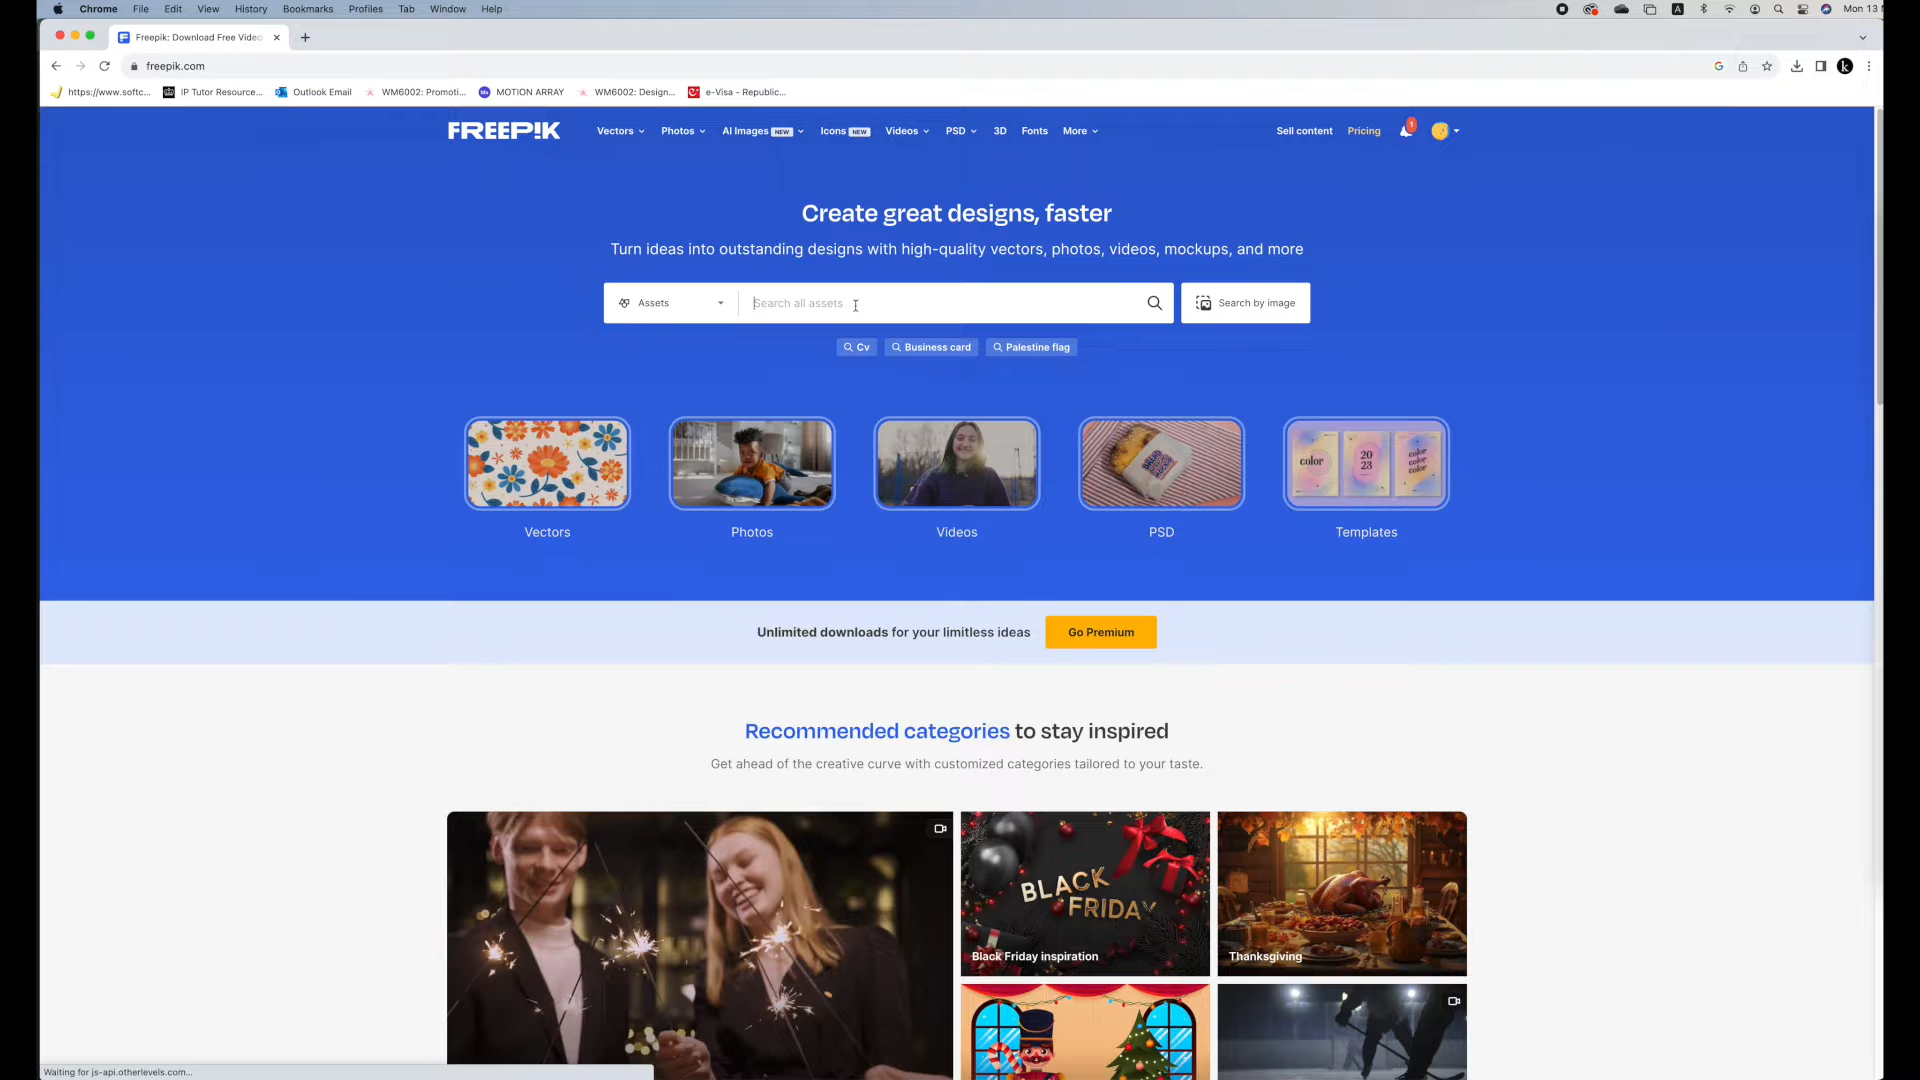 Chrome File Edit View History Bookmarks Profiles Tab Window Help
A
Mon 13
Freepik: Download Free Video
freepik.com
G
k
https://www.softc... IP Tutor Resource... Outlook Email WM6002: Promoti... MOTION ARRAY WM6002: Design... e-Visa - Republic...
FREEP!K Vectors Photos AI Images NEW Icons NEW Videos PSD 3D Fonts More Sell content Pricing 1
Create great designs, faster
Turn ideas into outstanding designs with high-quality vectors, photos, videos, mockups, and more
Assets Search all assets Search by image
Cv Business card Palestine flag
color 20 23 color color color
Vectors Photos Videos PSD Templates
Unlimited downloads for your limitless ideas Go Premium
Recommended categories to stay inspired
Get ahead of the creative curve with customized categories tailored to your taste.
BLACK
FRIDAY
Black Friday inspiration Thanksgiving
Waiting for js-api.otherlevels.com...